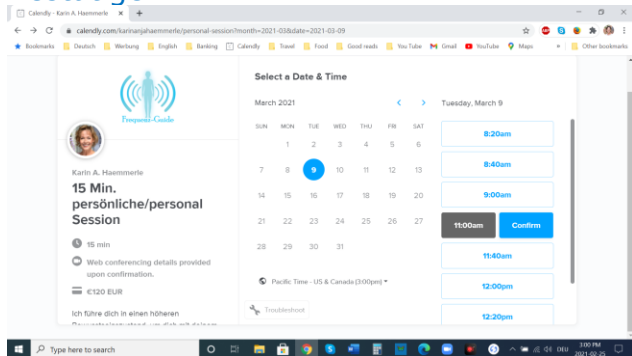 Calendly - Karin A. Haemmerle
calendly.com/karinanjahaemmerle/personal-session?month=2021-03&date=2021-03-09
Bookmarks Deutsch Werbung English Banking Calendly Travel Food Good reads You Tube Gmail YouTube Maps » Other bookmarks
Frequenz-Guide
Karin A. Haemmerle
15 Min.
persönliche/personal
Session
15 min
Web conferencing details provided
upon confirmation.
€120 EUR
Ich führe dich in einen höheren
Select a Date & Time
March 2021
SUN MON TUE WED THU FRI SAT
1 2 3 4 5 6
7 8 9 10 11 12 13
14 15 16 17 18 19 20
21 22 23 24 25 26 27
28 29 30 31
Pacific Time - US & Canada (3:00pm)
Troubleshoot
Tuesday, March 9
8:20am
8:40am
9:00am
11:00am Confirm
11:40am
12:00pm
12:20pm
Type here to search
DEU
3:00 PM
2021-02-25